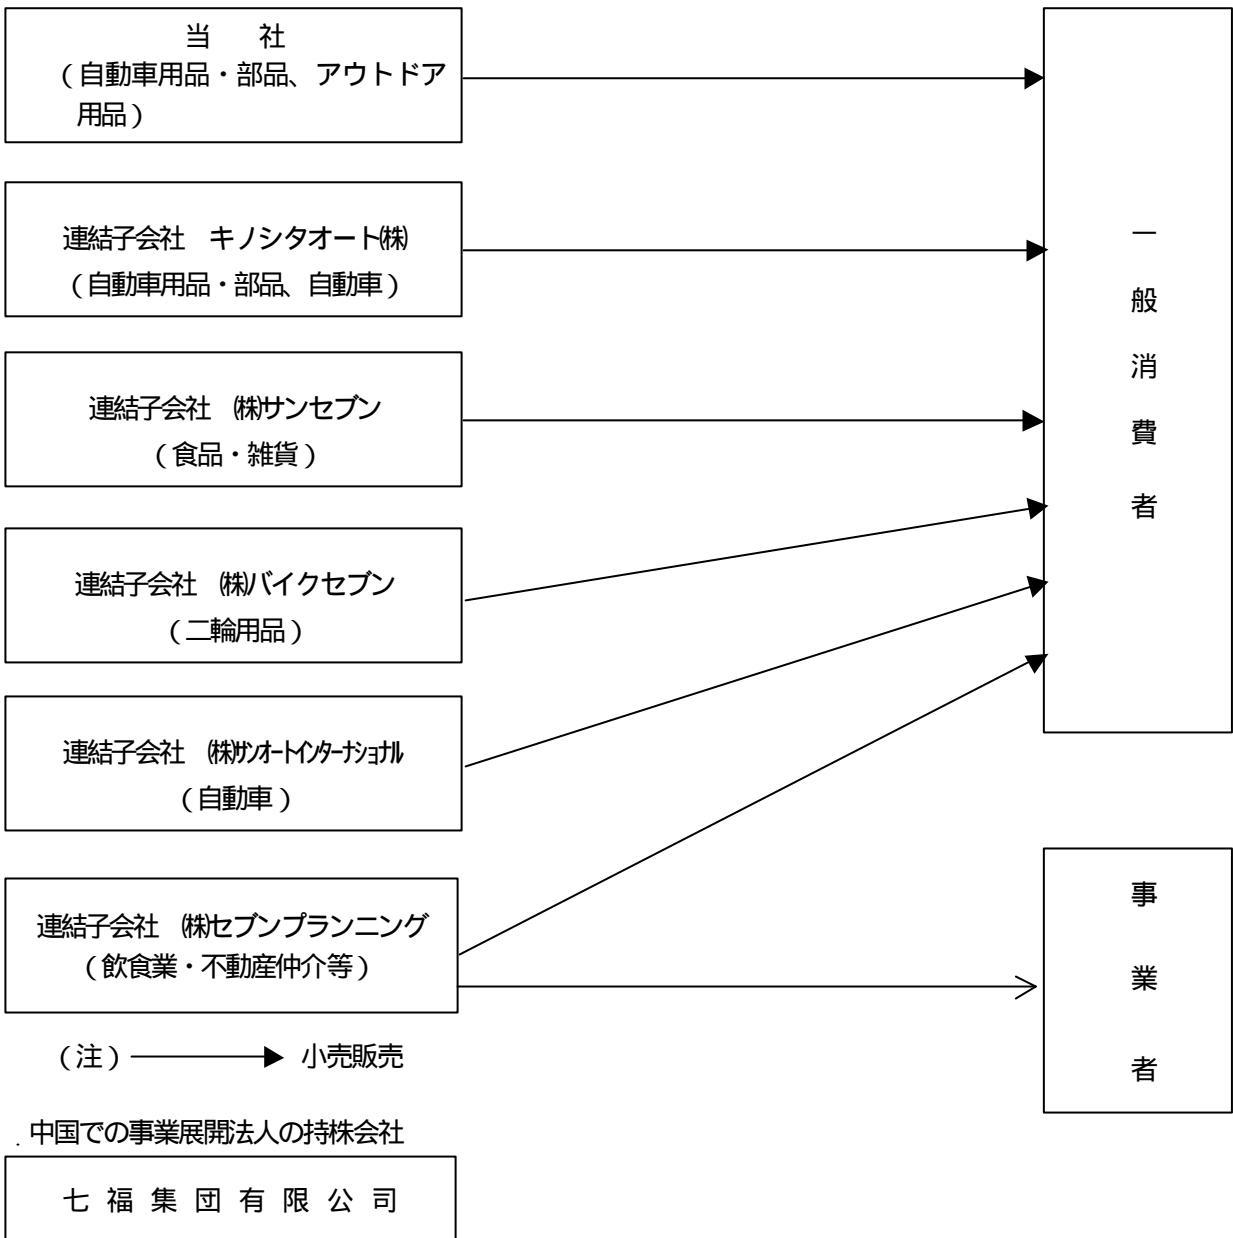 当　社
（自動車用品・部品、アウトドア
用品）
連結子会社　キノシタオート㈱
（自動車用品・部品、自動車）
連結子会社　㈱サンセブン
（食品・雑貨）
連結子会社　㈱バイクセブン
（二輪用品）
連結子会社　㈱ｻﾝｵｰﾄｲﾝﾀｰﾅｼｮﾅﾙ
（自動車）
連結子会社　㈱セブンプランニング
（飲食業・不動産仲介等）
一般消費者
事業者
（注）　小売販売
．中国での事業展開法人の持株会社
七福集団有限公司